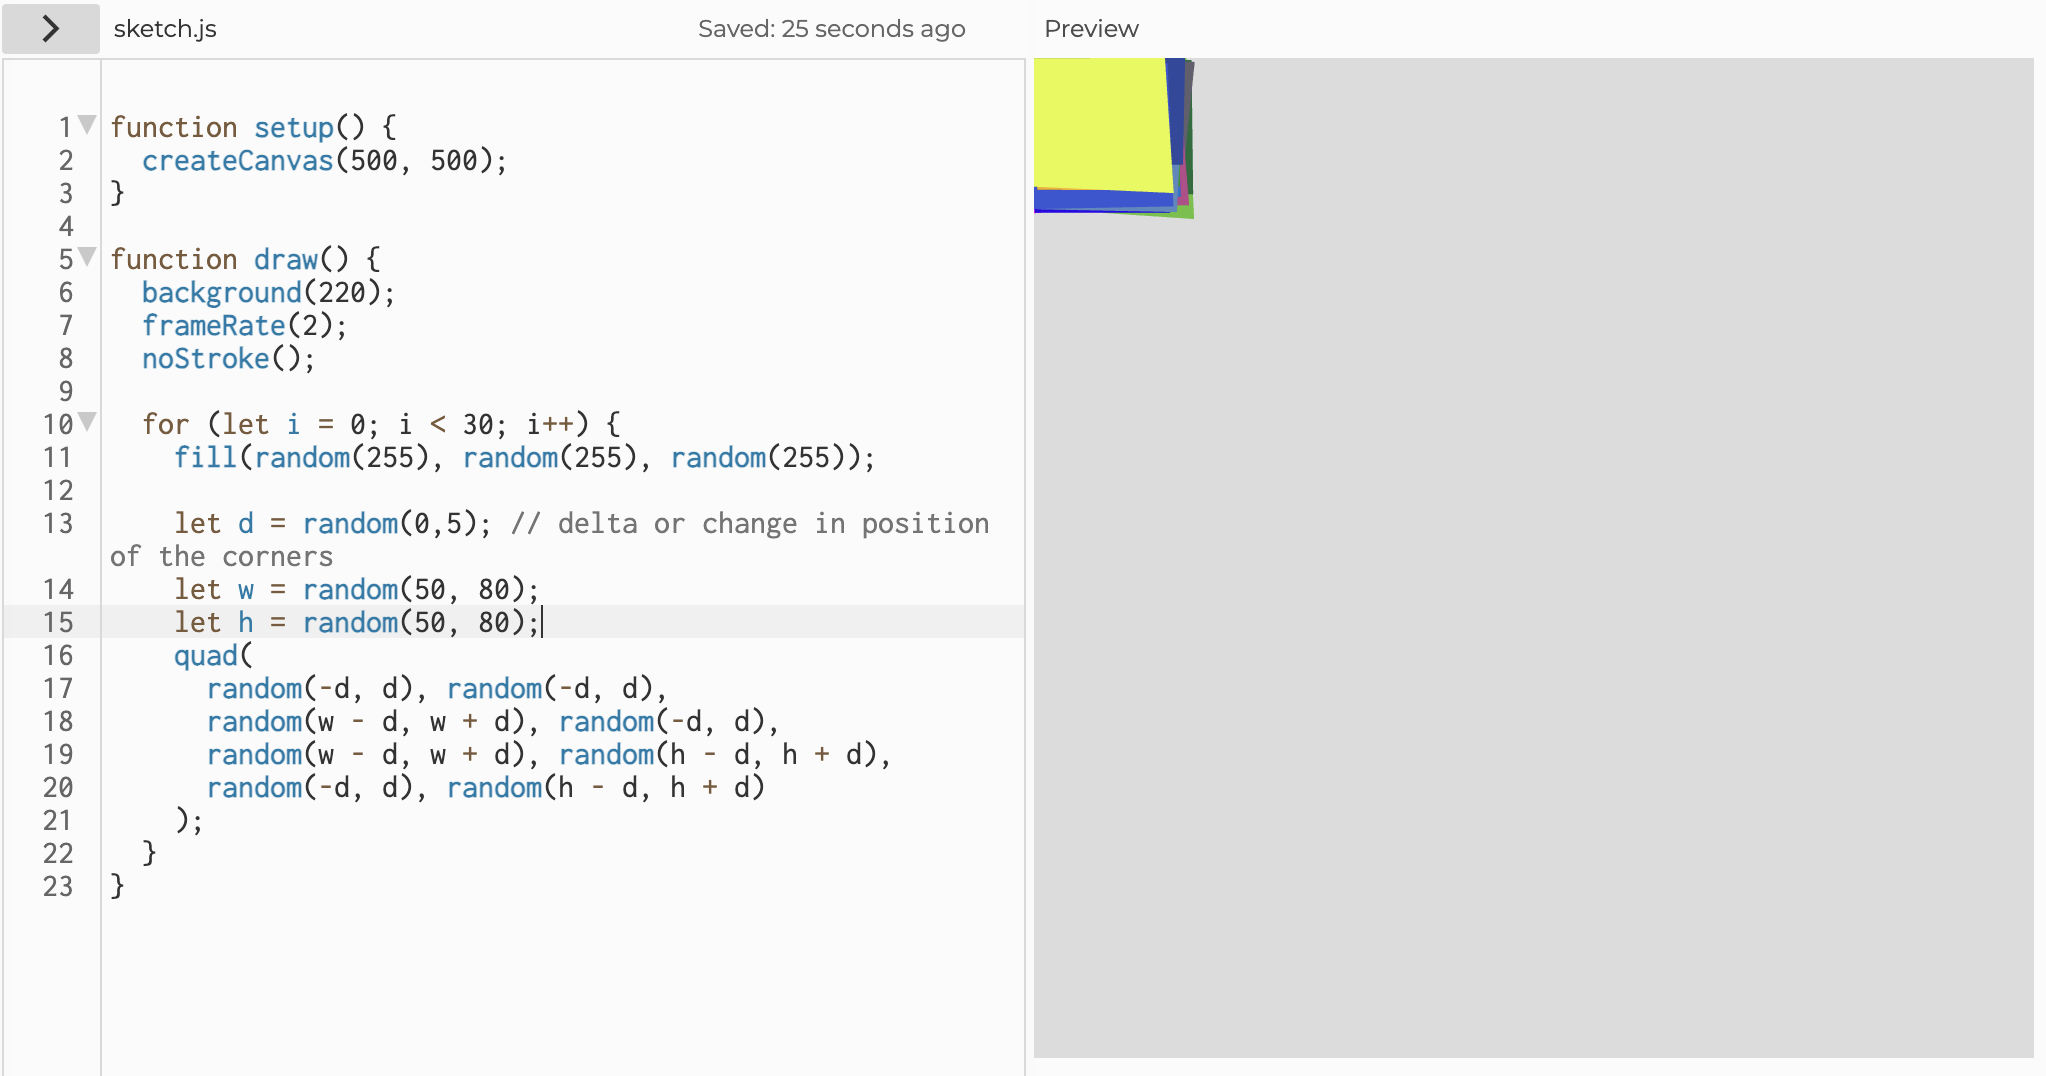 sketch.js
Saved: 25 seconds ago
Preview
1 function setup() {
2   createCanvas(500, 500);
3 }
4
5 function draw() {
6   background(220);
7   frameRate(2);
8   noStroke();
9
10   for (let i = 0; i < 30; i++) {
11     fill(random(255), random(255), random(255));
12
13     let d = random(0,5); // delta or change in position
of the corners
14     let w = random(50, 80);
15     let h = random(50, 80);
16     quad(
17       random(-d, d), random(-d, d),
18       random(w - d, w + d), random(-d, d),
19       random(w - d, w + d), random(h - d, h + d),
20       random(-d, d), random(h - d, h + d)
21     );
22   }
23 }